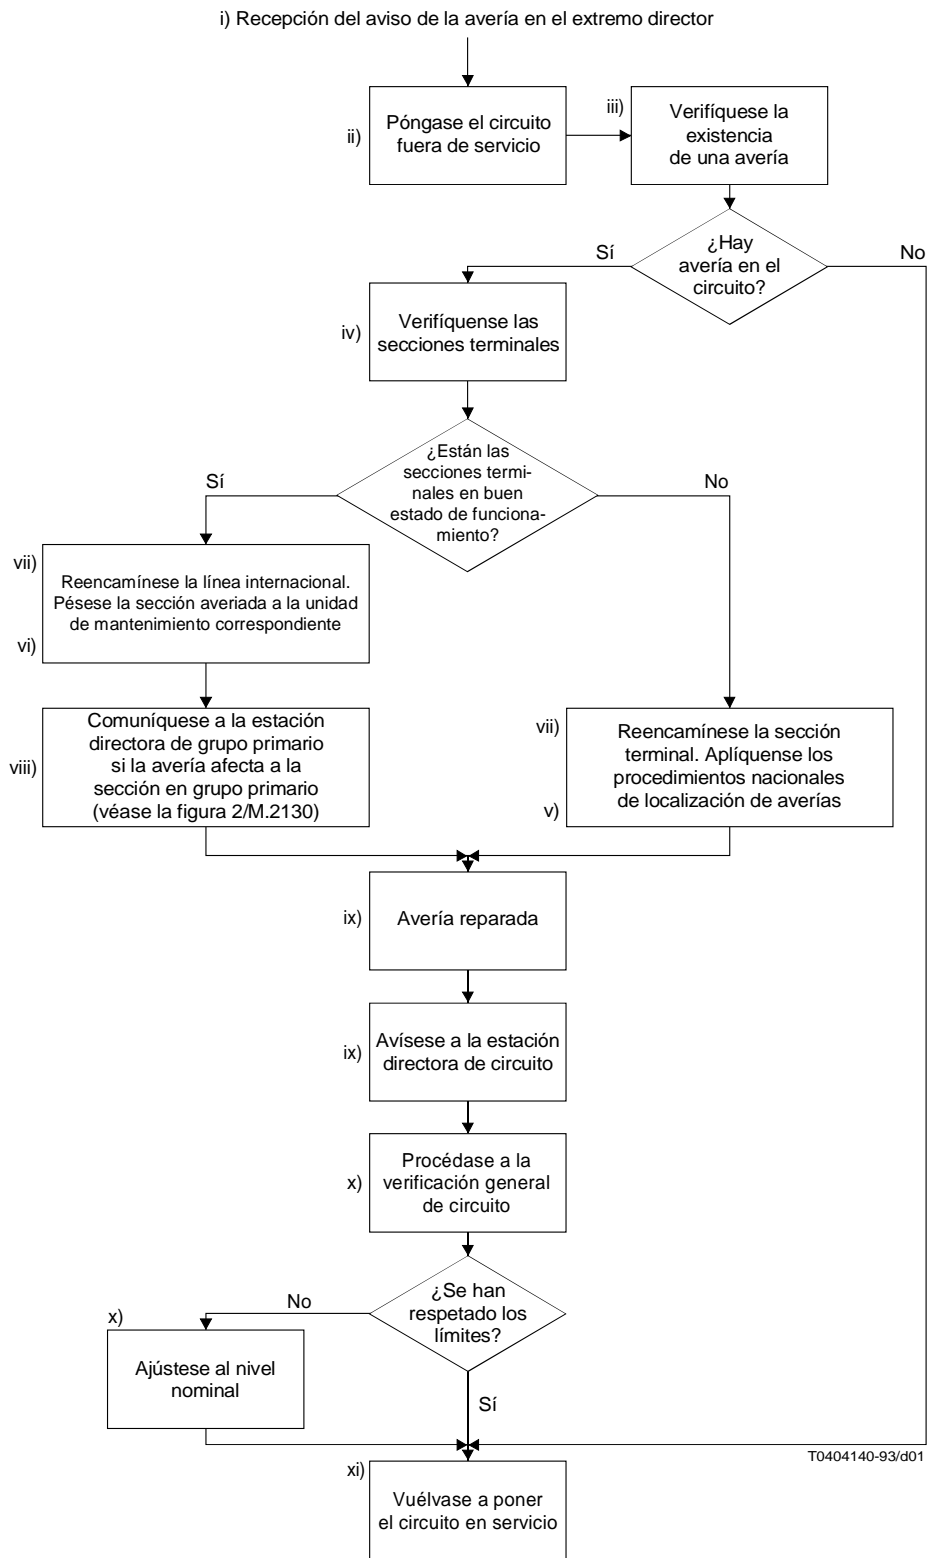 i) Recepción del aviso de la avería en el extremo director
ii)
Póngase el circuito
fuera de servicio
iii)
Verifíquese la
existencia
de una avería
¿Hay
avería en el
circuito?
Sí
No
iv)
Verifíquense las
secciones terminales
¿Están las
secciones termi-
nales en buen
estado de funciona-
miento?
Sí
No
vii)
Reencamínese la línea internacional.
Pésese la sección averiada a la unidad
de mantenimiento correspondiente
vi)
viii)
Comuníquese a la estación
directora de grupo primario
si la avería afecta a la
sección en grupo primario
(véase la figura 2/M.2130)
vii)
Reencamínese la sección
terminal. Aplíquense los
procedimientos nacionales
de localización de averías
v)
ix)
Avería reparada
ix)
Avísese a la estación
directora de circuito
x)
Procédase a la
verificación general
de circuito
¿Se han
respetado los
límites?
No
Sí
x)
Ajústese al nivel
nominal
T0404140-93/d01
xi)
Vuélvase a poner
el circuito en servicio